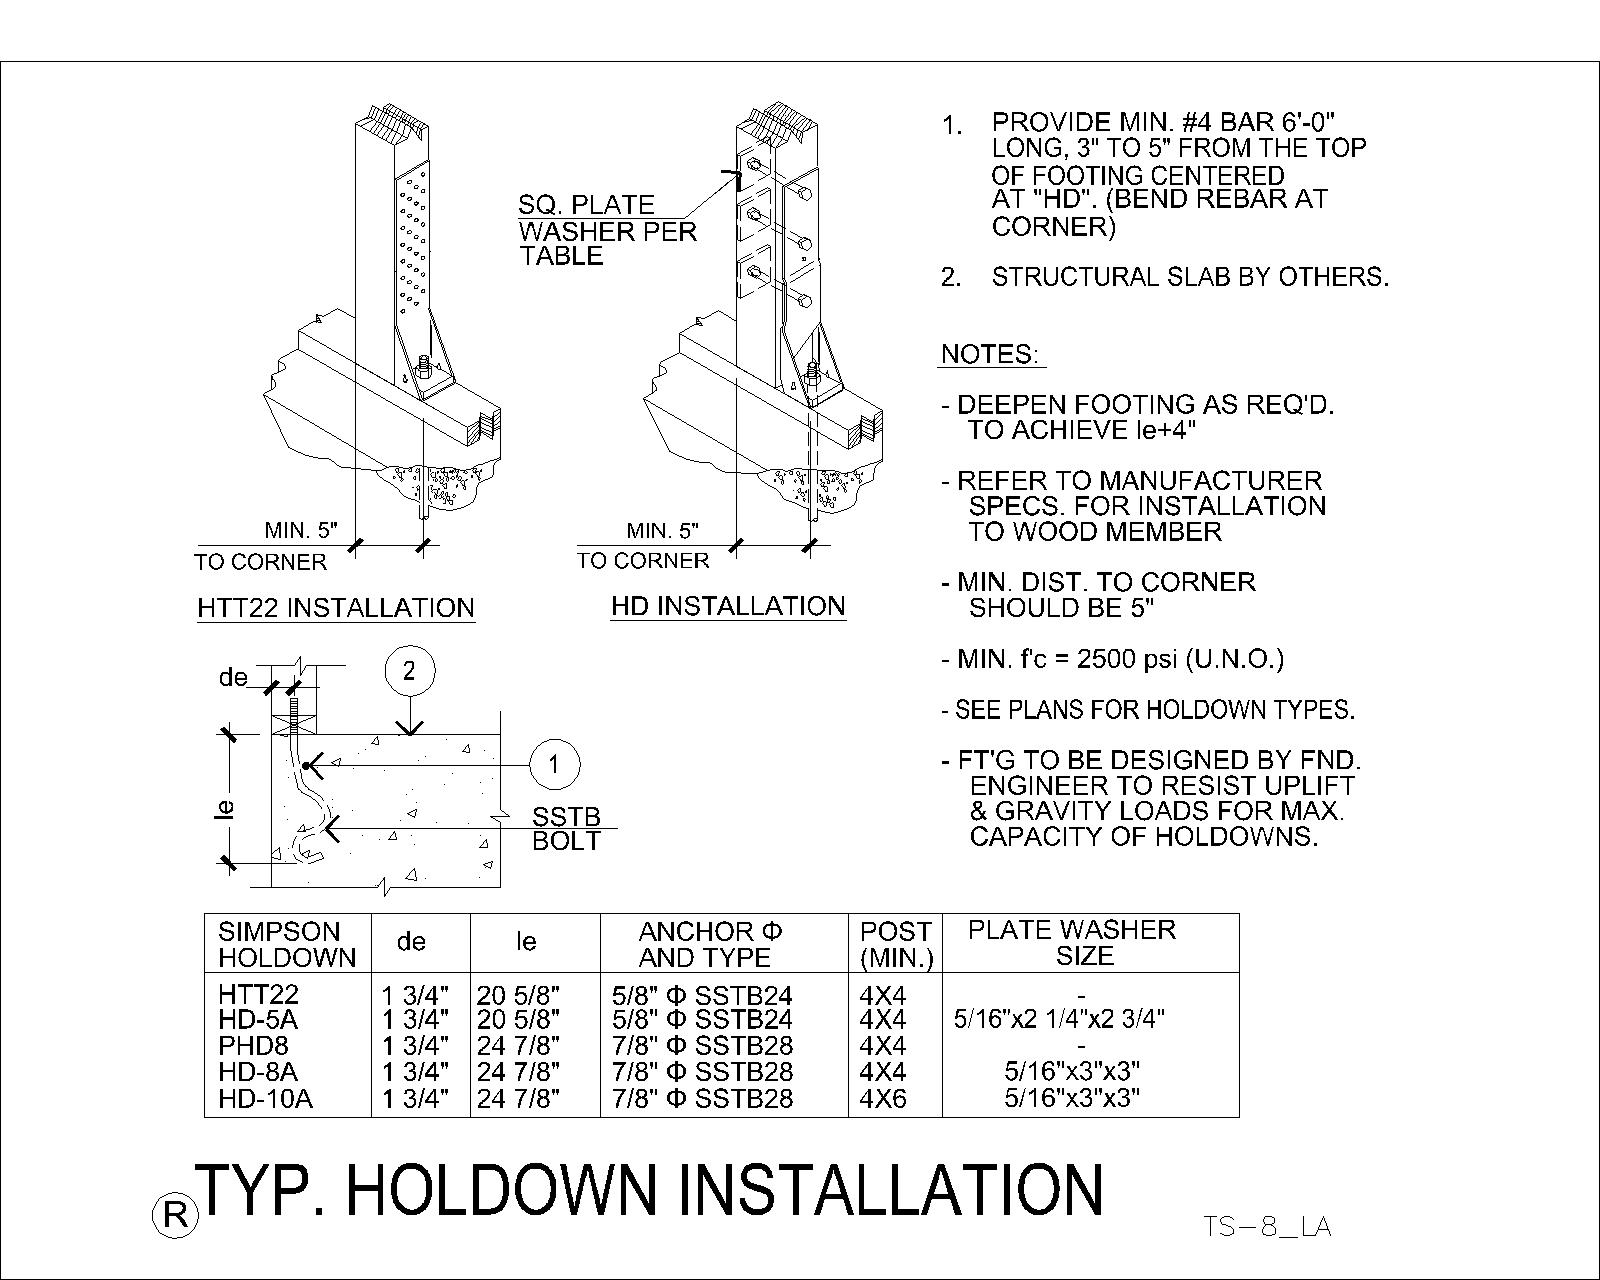 1. PROVIDE MIN. #4 BAR 6'-0"
LONG, 3" TO 5" FROM THE TOP
OF FOOTING CENTERED
AT "HD". (BEND REBAR AT
CORNER)
2. STRUCTURAL SLAB BY OTHERS.
SQ. PLATE
WASHER PER
TABLE
NOTES:
- DEEPEN FOOTING AS REQ'D.
TO ACHIEVE le+4"
- REFER TO MANUFACTURER
SPECS. FOR INSTALLATION
TO WOOD MEMBER
- MIN. DIST. TO CORNER
SHOULD BE 5"
- MIN. f'c = 2500 psi (U.N.O.)
- SEE PLANS FOR HOLDOWN TYPES.
- FT'G TO BE DESIGNED BY FND.
ENGINEER TO RESIST UPLIFT
& GRAVITY LOADS FOR MAX.
CAPACITY OF HOLDOWNS.
MIN. 5"
TO CORNER
HTT22 INSTALLATION
MIN. 5"
TO CORNER
HD INSTALLATION
de
2
1
le
SSTB
BOLT
SIMPSON HOLDOWN de le ANCHOR Φ AND TYPE POST (MIN.) PLATE WASHER SIZE
HTT22 1 3/4" 20 5/8" 5/8" Φ SSTB24 4X4 -
HD-5A 1 3/4" 20 5/8" 5/8" Φ SSTB24 4X4 5/16"x2 1/4"x2 3/4"
PHD8 1 3/4" 24 7/8" 7/8" Φ SSTB28 4X4 -
HD-8A 1 3/4" 24 7/8" 7/8" Φ SSTB28 4X4 5/16"x3"x3"
HD-10A 1 3/4" 24 7/8" 7/8" Φ SSTB28 4X6 5/16"x3"x3"
R TYP. HOLDOWN INSTALLATION
TS-8_LA